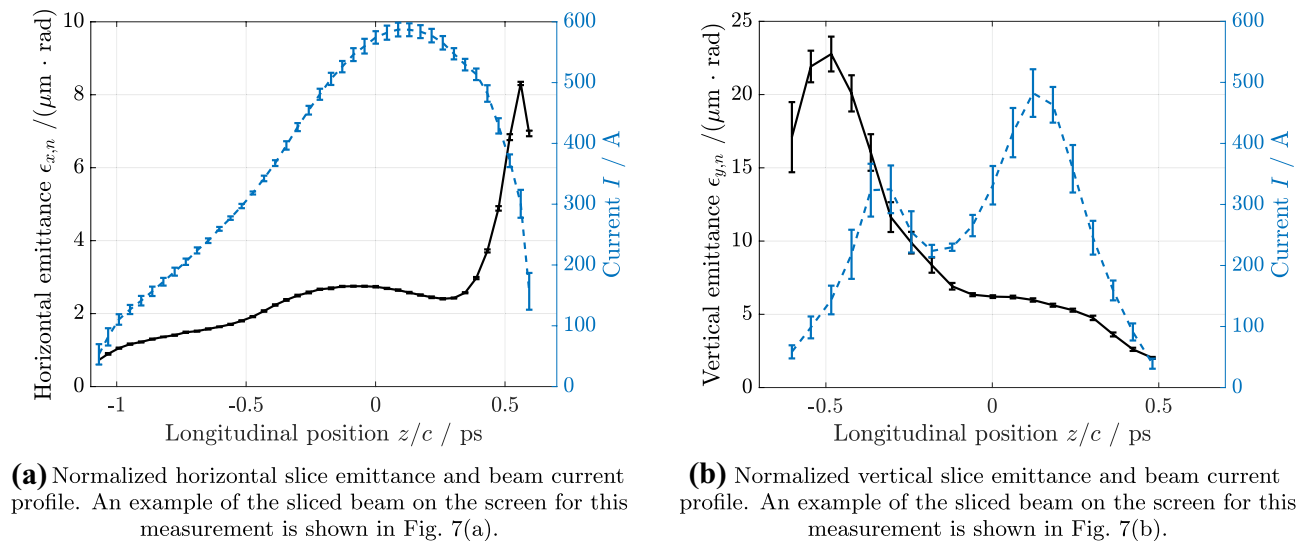 10
8
6
4
2
0
Horizontal emittance ϵx,n /(μm · rad)
600
500
400
300
200
100
0
Current I / A
-1 -0.5 0 0.5
Longitudinal position z/c / ps
(a) Normalized horizontal slice emittance and beam current
profile. An example of the sliced beam on the screen for this
measurement is shown in Fig. 7(a).
25
20
15
10
5
0
Vertical emittance ϵy,n /(μm · rad)
600
500
400
300
200
100
0
Current I / A
-0.5 0 0.5
Longitudinal position z/c / ps
(b) Normalized vertical slice emittance and beam current
profile. An example of the sliced beam on the screen for this
measurement is shown in Fig. 7(b).